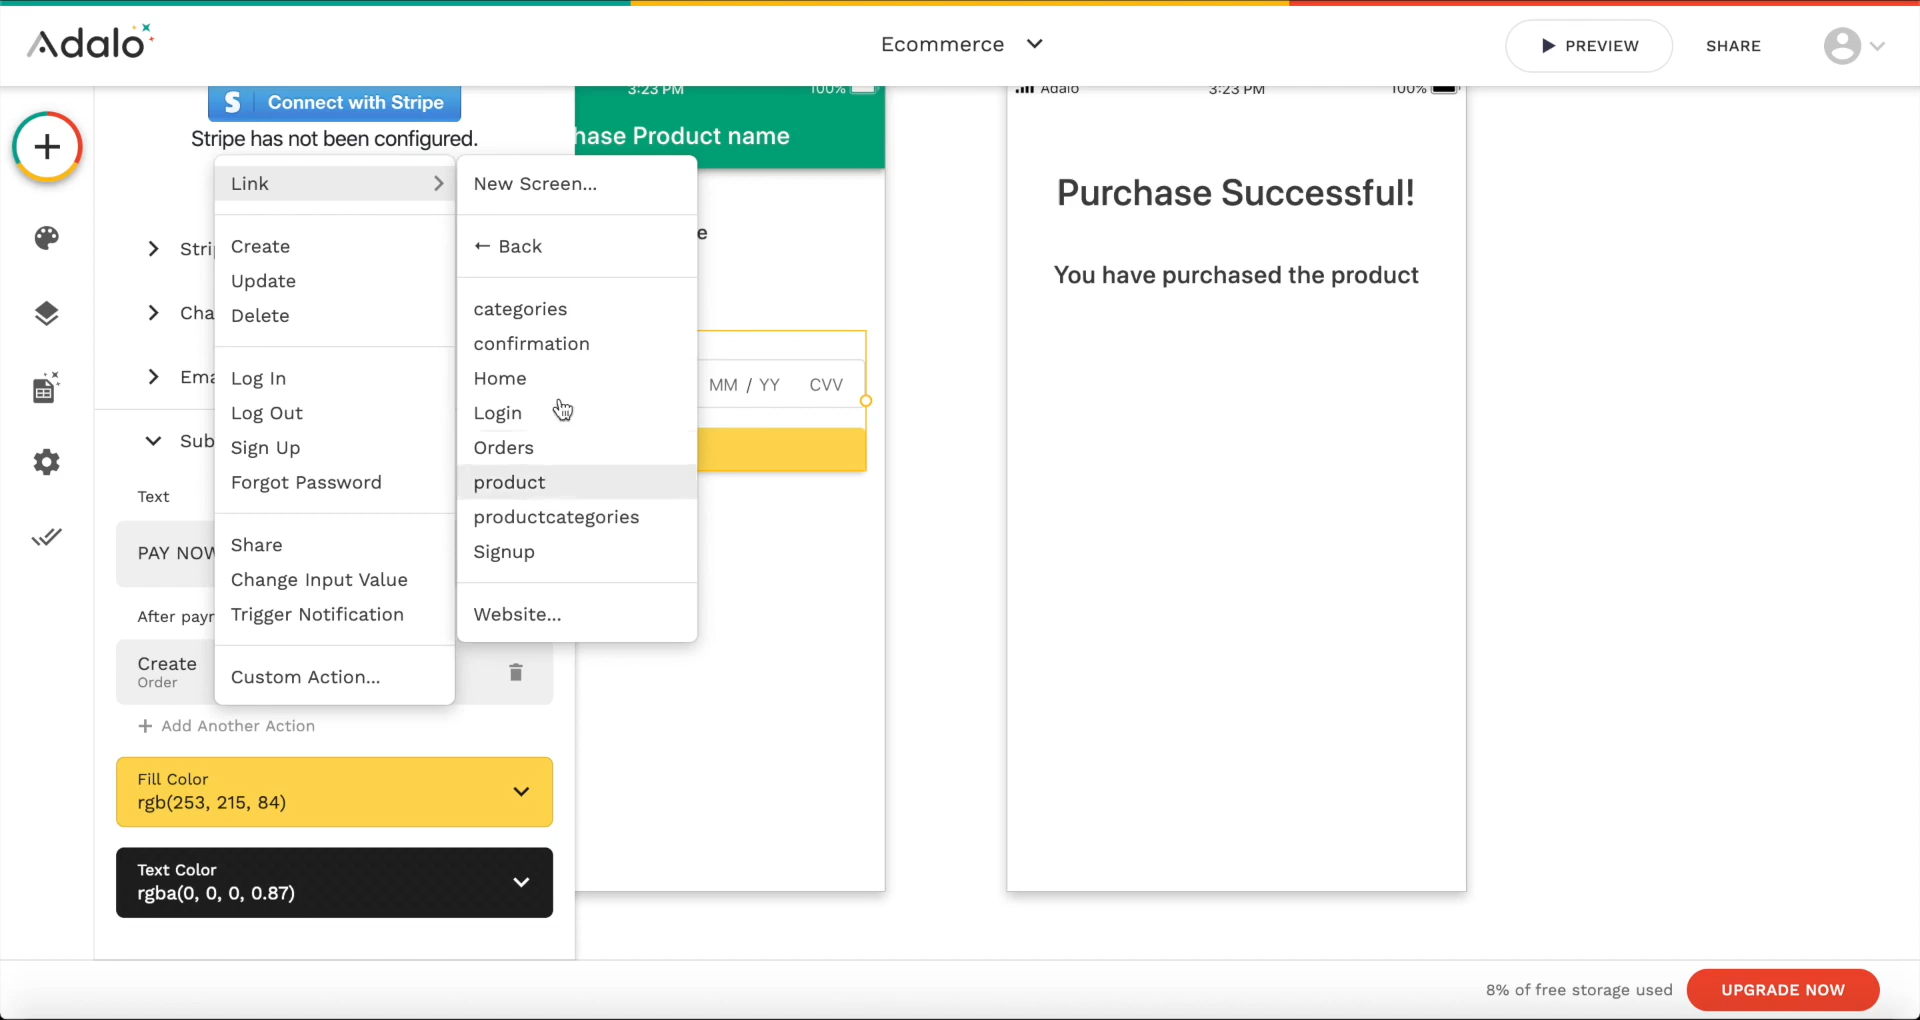 Adalo
Ecommerce
PREVIEW
SHARE
S Connect with Stripe
Stripe has not been configured.
Link
Create
Update
Delete
Log In
Log Out
Sign Up
Forgot Password
Share
Change Input Value
Trigger Notification
Custom Action...
New Screen...
← Back
categories
confirmation
Home
Login
Orders
product
productcategories
Signup
Website...
Text
PAY NOW
Create
Order
+ Add Another Action
Fill Color
rgb(253, 215, 84)
Text Color
rgba(0, 0, 0, 0.87)
3:23 PM 100%
Product name
MM / YY CVV
Adalo 3:23 PM 100%
Purchase Successful!
You have purchased the product
8% of free storage used
UPGRADE NOW